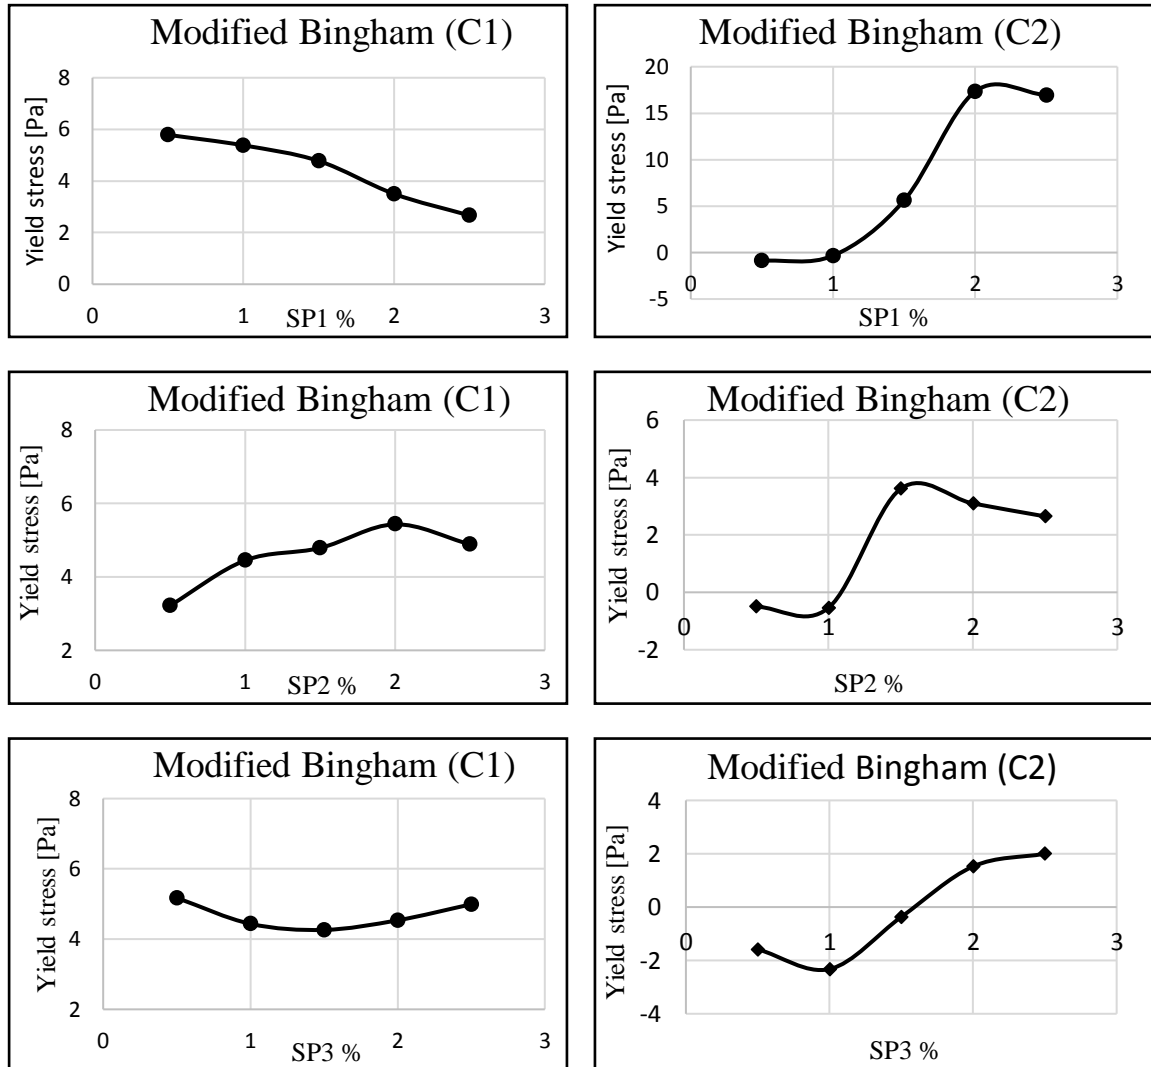 Modified Bingham (C1)
Yield stress [Pa]
8
6
4
2
0
0 1 2 3
SP1 %
Modified Bingham (C2)
Yield stress [Pa]
20
15
10
5
0
-5
0 1 2 3
SP1 %
Modified Bingham (C1)
Yield stress [Pa]
8
6
4
2
0 1 2 3
SP2 %
Modified Bingham (C2)
Yield stress [Pa]
6
4
2
0
-2
0 1 2 3
SP2 %
Modified Bingham (C1)
Yield stress [Pa]
8
6
4
2
0 1 2 3
SP3 %
Modified Bingham (C2)
Yield stress [Pa]
4
2
0
-2
-4
0 1 2 3
SP3 %